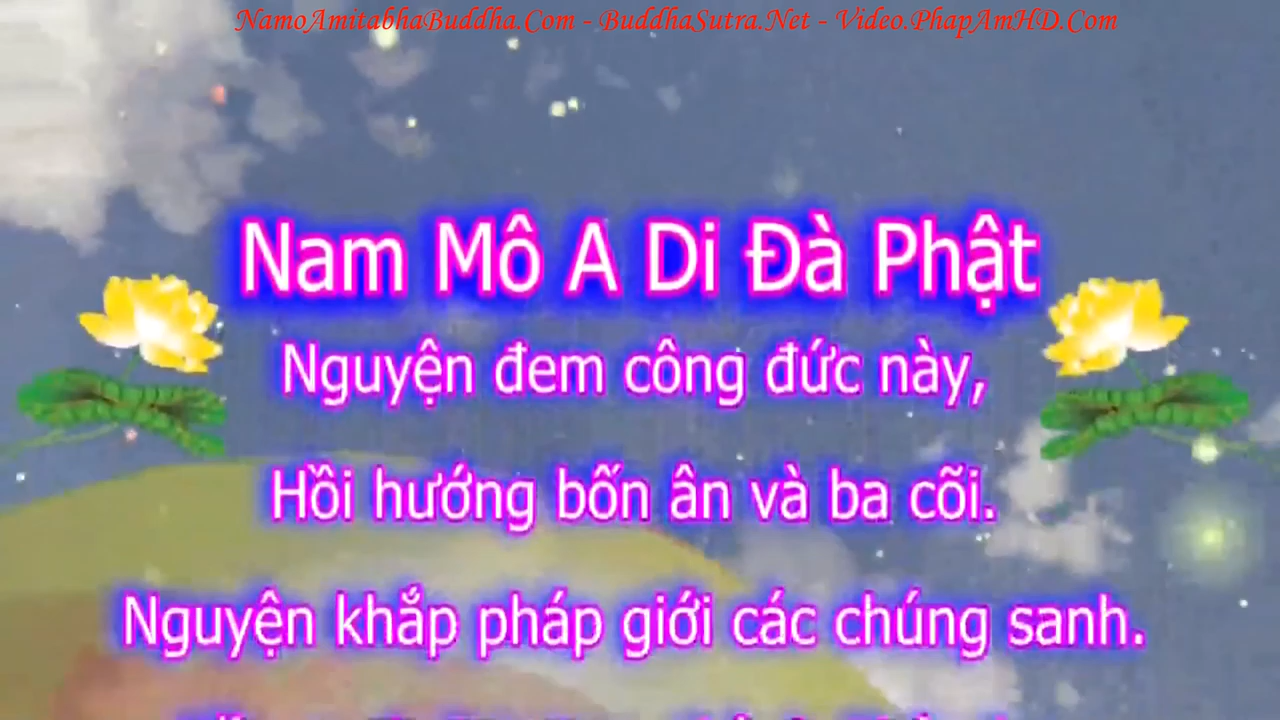 NamoAmitabhaBuddha.Com - BuddhaSutra.Net - Video.PhapAmHD.Com
Nam Mô A Di Đà Phật
Nguyện đem công đức này,
Hồi hướng bốn ân và ba cõi.
Nguyện khắp pháp giới các chúng sanh.